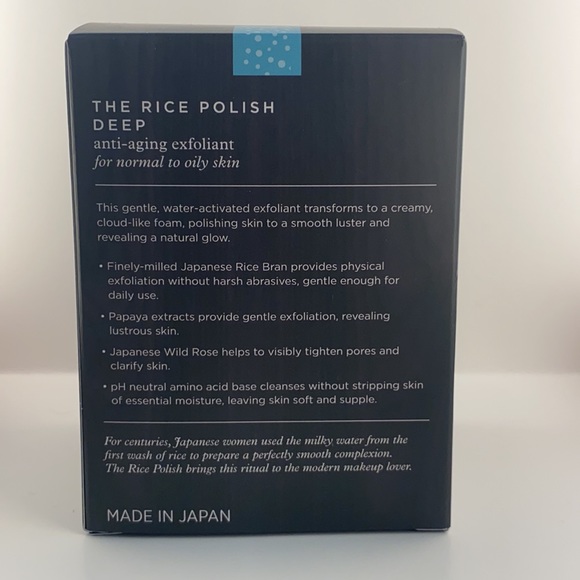 THE RICE POLISH
DEEP
anti-aging exfoliant
for normal to oily skin
This gentle, water-activated exfoliant transforms to a creamy,
cloud-like foam, polishing skin to a smooth luster and
revealing a natural glow.
• Finely-milled Japanese Rice Bran provides physical
exfoliation without harsh abrasives, gentle enough for
daily use.
• Papaya extracts provide gentle exfoliation, revealing
lustrous skin.
• Japanese Wild Rose helps to visibly tighten pores and
clarify skin.
• pH neutral amino acid base cleanses without stripping skin
of essential moisture, leaving skin soft and supple.
For centuries, Japanese women used the milky water from the
first wash of rice to prepare a perfectly smooth complexion.
The Rice Polish brings this ritual to the modern makeup lover.
MADE IN JAPAN